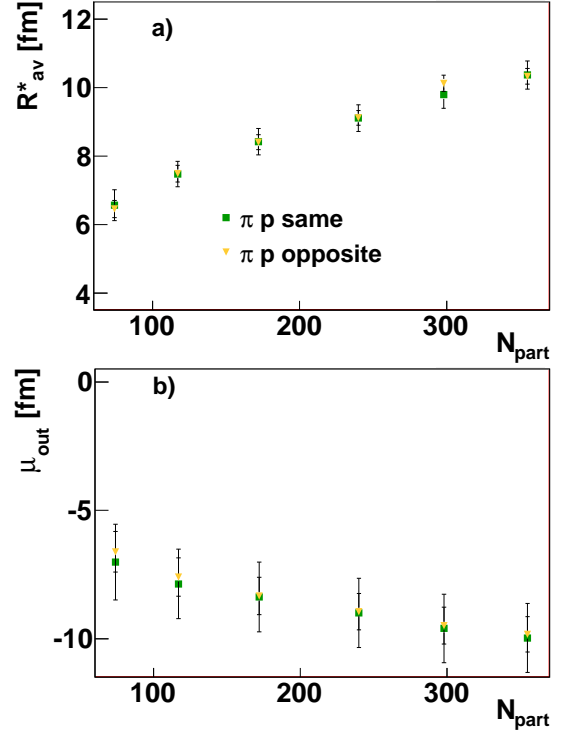 12
10
8
6
4
R*av [fm]
a)
π p same
π p opposite
100 200 300
Npart
0
-5
-10
μout [fm]
b)
100 200 300
Npart